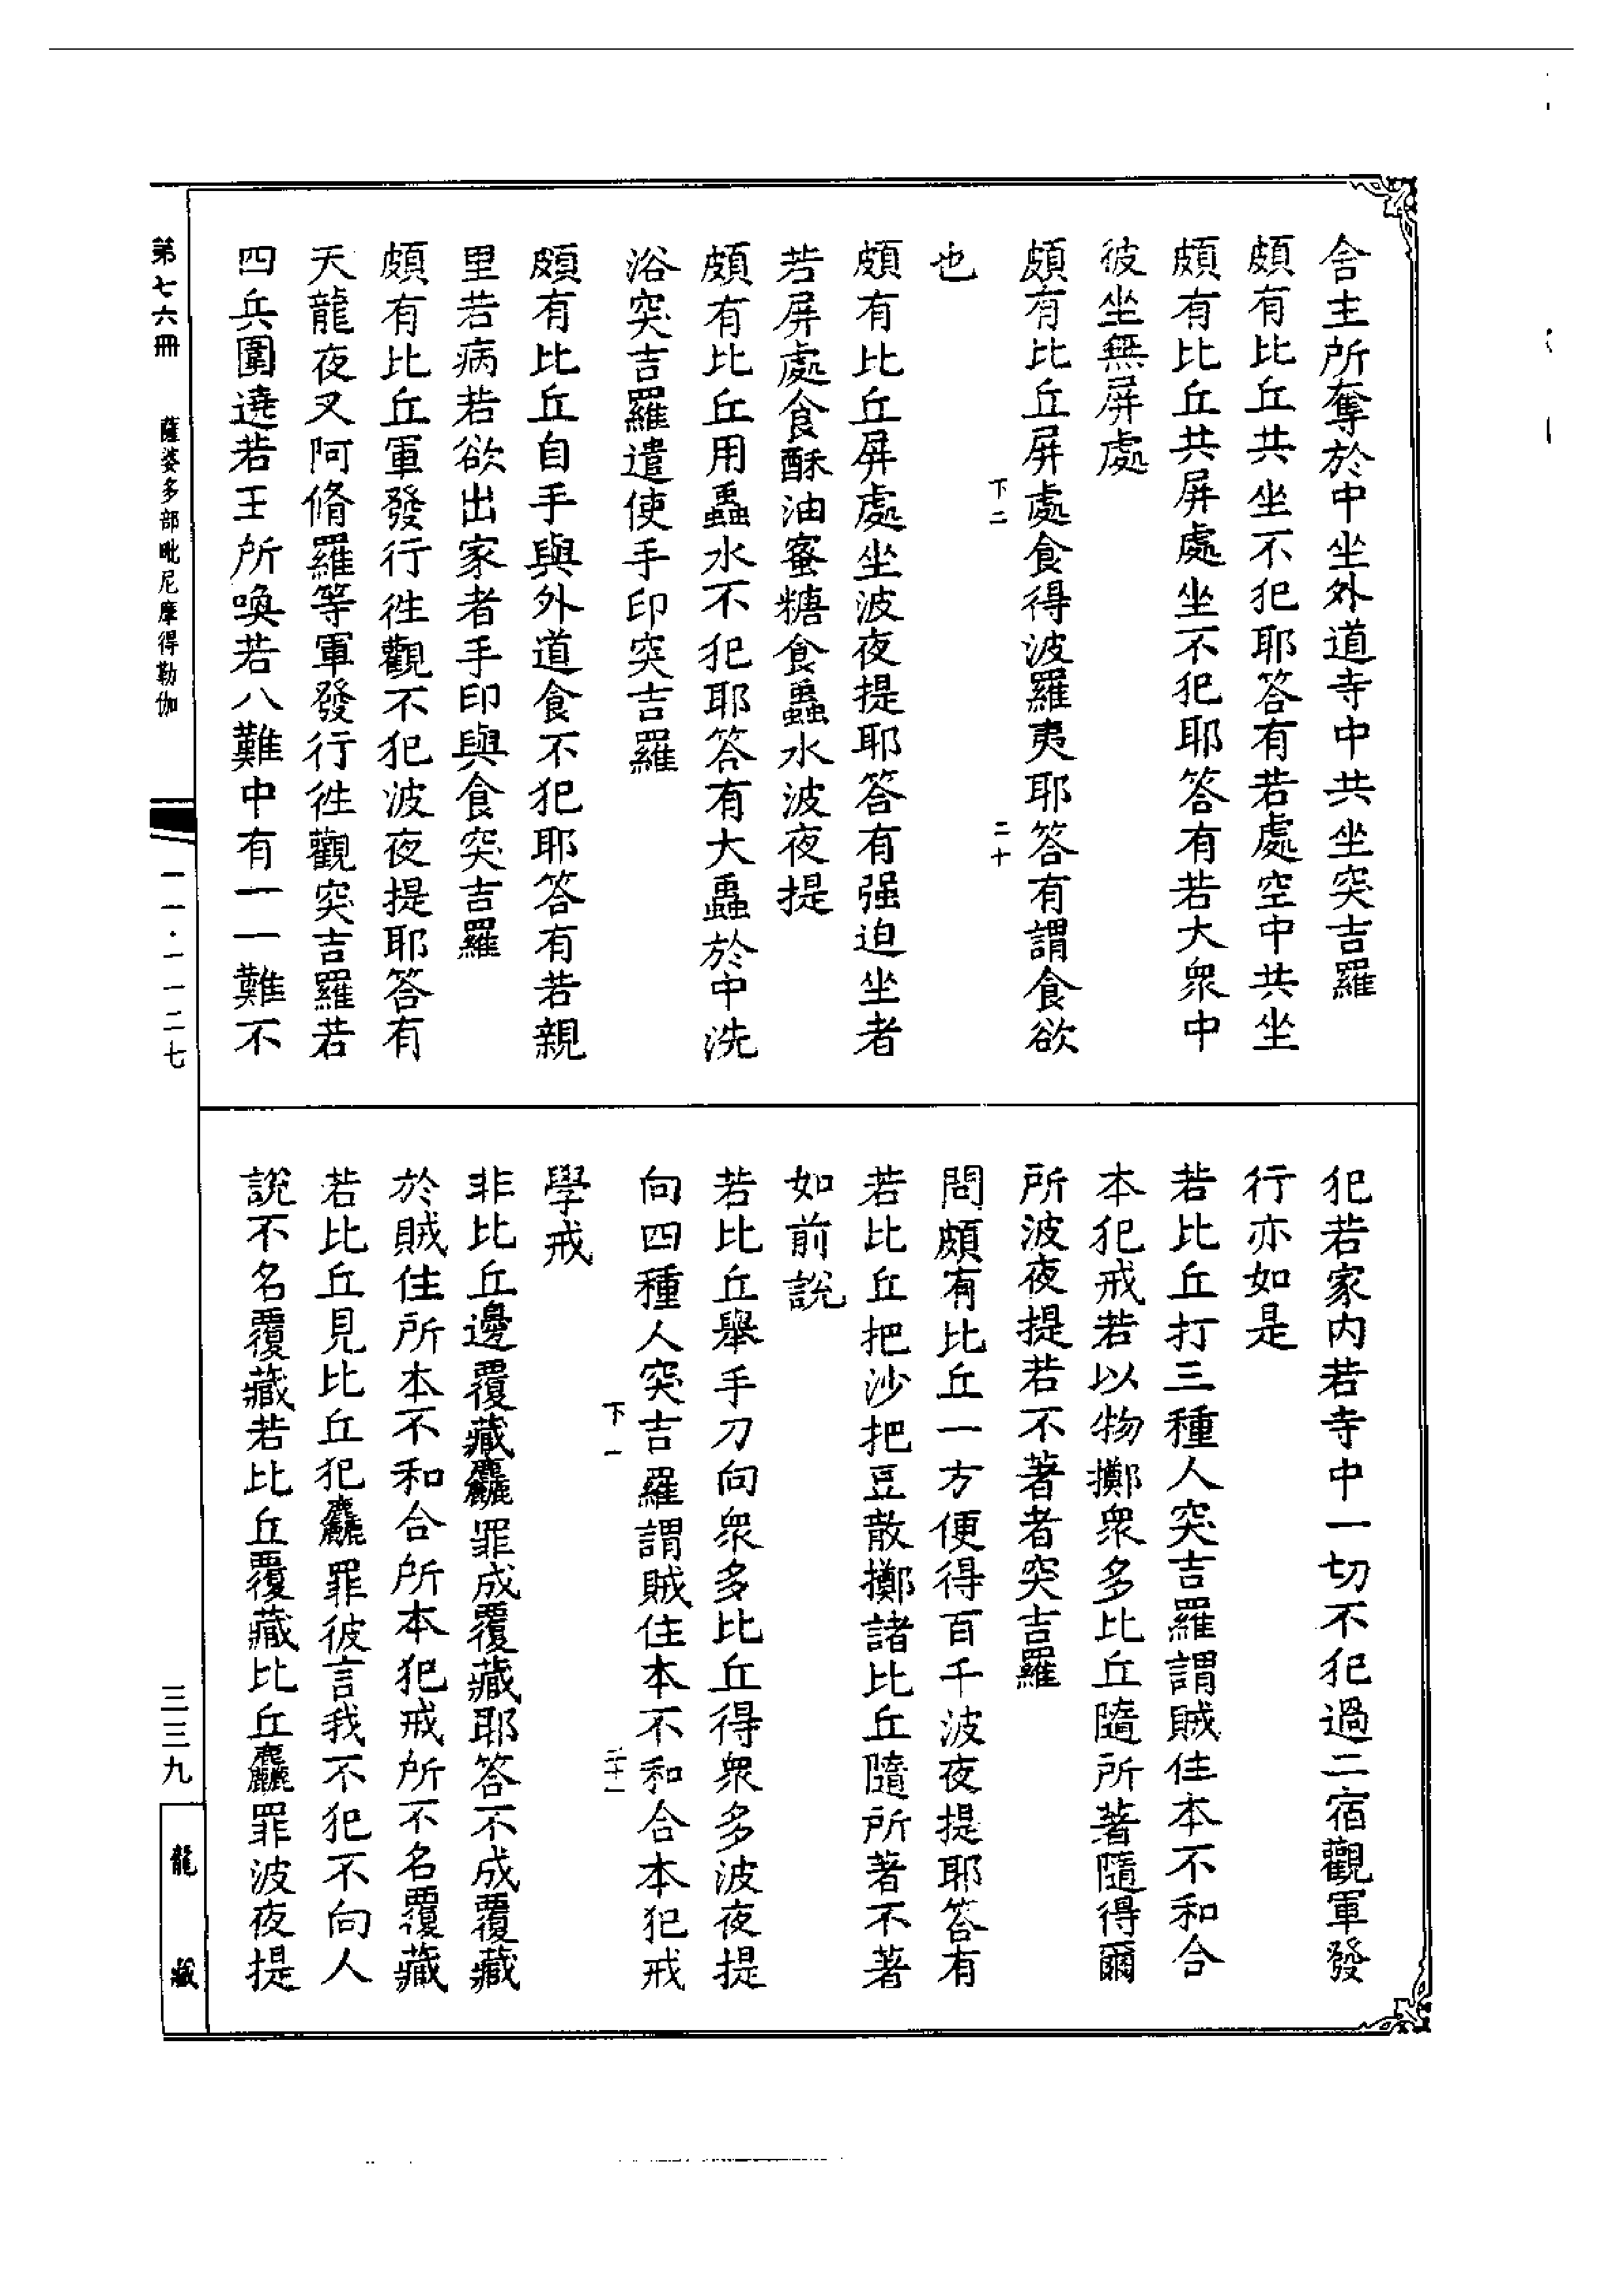 舍主所奪於中坐外道寺中共坐突吉羅
頗有比丘共坐不犯耶答有若處空中共坐
頗有比丘共屏處坐不犯耶答有若大衆中
彼坐無屏處
頗有比丘屏處食得波羅夷耶答有謂食欲
下二 二十
也
頗有比丘屏處坐波夜提耶答有强迫坐者
若屏處食酥油蜜糖食蟲水波夜提
頗有比丘用蟲水不犯耶答有大蟲於中洗
浴突吉羅遣使手印突吉羅
頗有比丘自手與外道食不犯耶答有若親
里若病若欲出家者手印與食突吉羅
頗有比丘軍發行徃觀不犯波夜提耶答有
天龍夜叉阿脩羅等軍發行徃觀突吉羅若
四兵圍遶若王所喚若八難中有一一難不
犯若家内若寺中一切不犯過二宿觀軍發
行亦如是
若比丘打三種人突吉羅謂賊住本不和合
本犯戒若以物擲衆多比丘隨所著隨得爾
所波夜提若不著者突吉羅
問頗有比丘一方便得百千波夜提耶答有
若比丘把沙把豆散擲諸比丘隨所著不著
如前説
若比丘舉手刀向衆多比丘得衆多波夜提
向四種人突吉羅謂賊住本不和合本犯戒
下一 二十一
學戒
非比丘邊覆藏麤罪成覆藏耶答不成覆藏
於賊住所本不和合所本犯戒所不名覆藏
若比丘見比丘犯麤罪彼言我不犯不向人
說不名覆藏若比丘覆藏比丘麤罪波夜提
第七六冊 薩婆多部毗尼摩得勒伽 一一·一一二七 三三九 龍藏